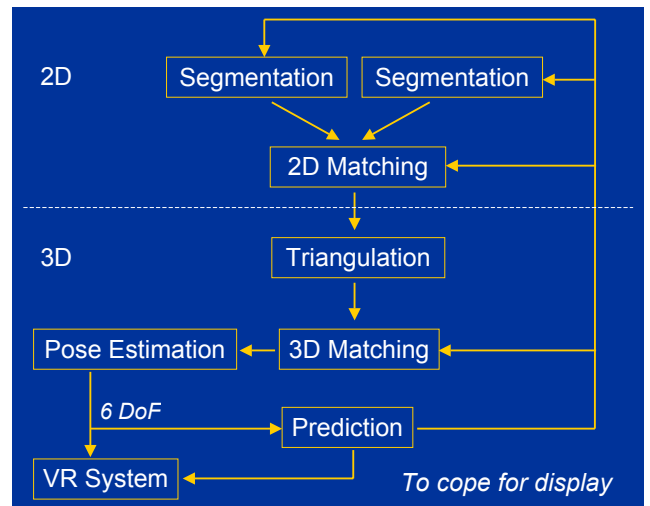 2D
Segmentation
Segmentation
2D Matching
3D
Triangulation
Pose Estimation
3D Matching
6 DoF
Prediction
VR System
To cope for display